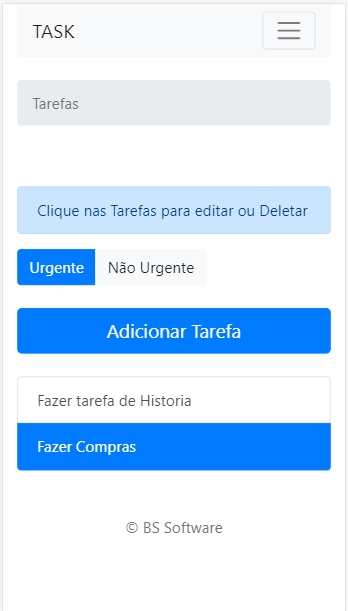 TASK
Tarefas
Clique nas Tarefas para editar ou Deletar
Urgente Não Urgente
Adicionar Tarefa
Fazer tarefa de Historia
Fazer Compras
© BS Software